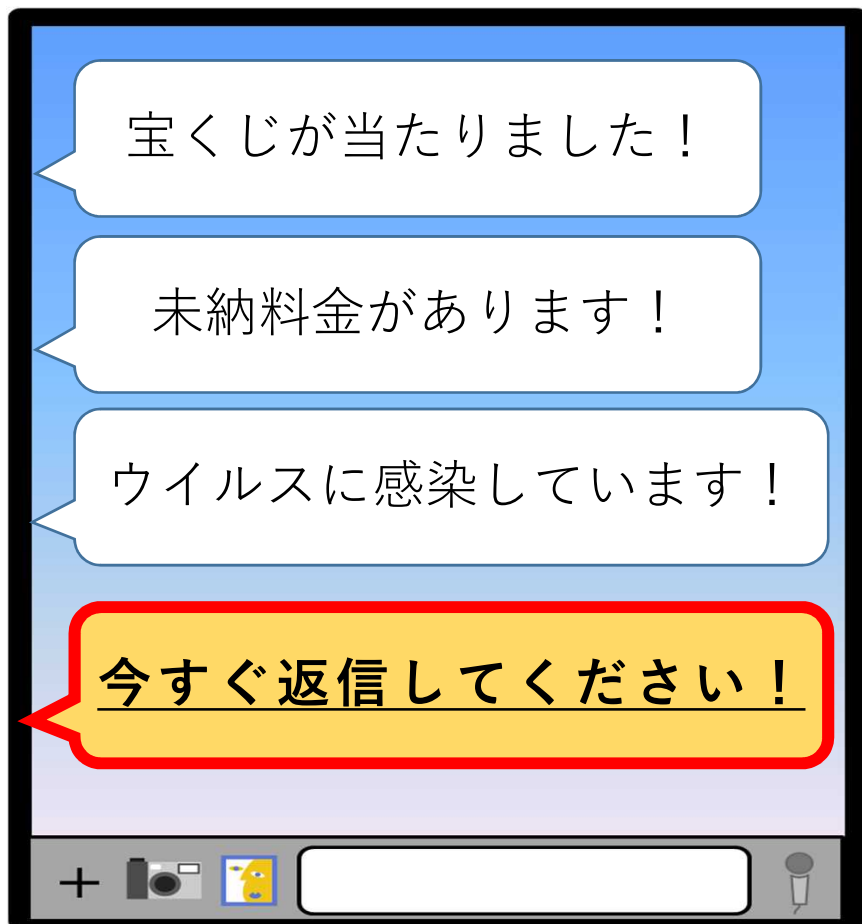 宝くじが当たりました！
未納料金があります！
ウイルスに感染しています！
今すぐ返信してください！